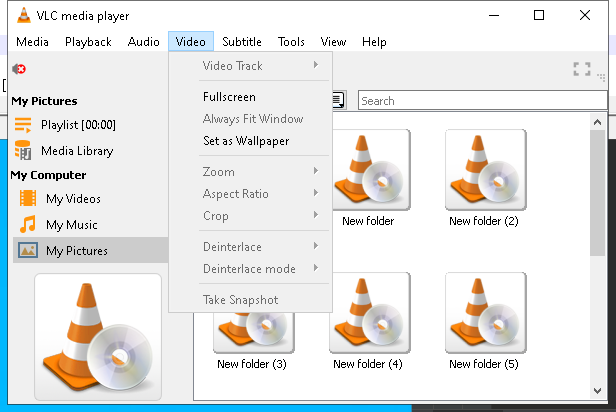 VLC media player
Media Playback Audio Video Subtitle Tools View Help
Video Track
Fullscreen
Always Fit Window
Set as Wallpaper
Zoom
Aspect Ratio
Crop
Deinterlace
Deinterlace mode
Take Snapshot
My Pictures
Playlist [00:00]
Media Library
My Computer
My Videos
My Music
My Pictures
Search
New folder
New folder (2)
New folder (3)
New folder (4)
New folder (5)